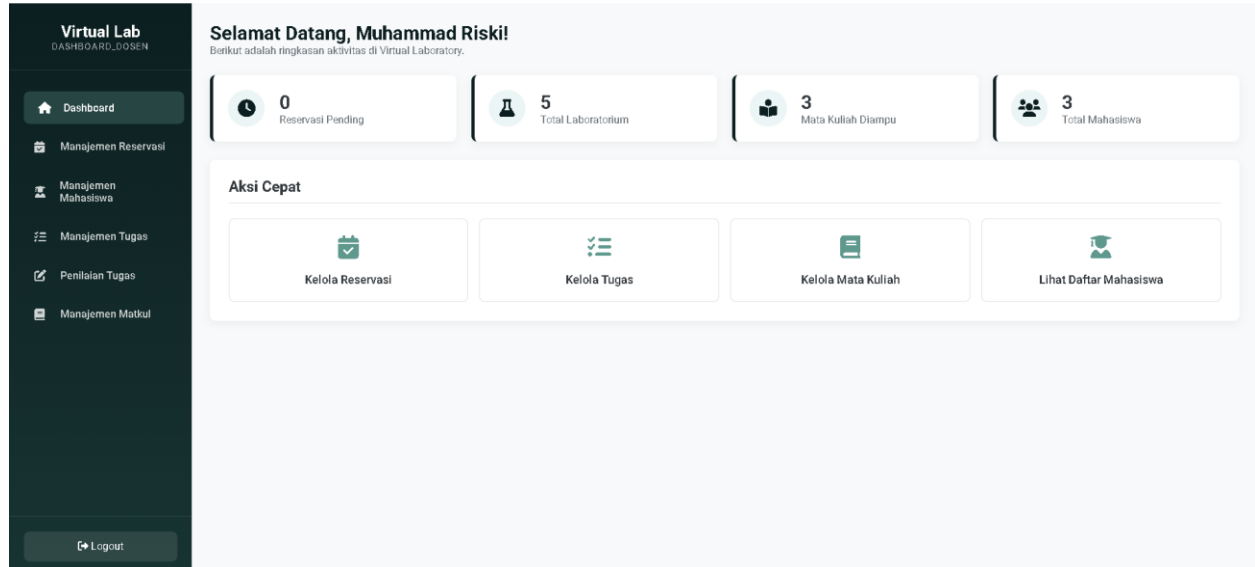 Virtual Lab
DASHBOARD_DOSEN
Dashboard
Manajemen Reservasi
Manajemen
Mahasiswa
Manajemen Tugas
Penilaian Tugas
Manajemen Matkul
Logout
Selamat Datang, Muhammad Riski!
Berikut adalah ringkasan aktivitas di Virtual Laboratory.
0
Reservasi Pending
5
Total Laboratorium
3
Mata Kuliah Diampu
3
Total Mahasiswa
Aksi Cepat
Kelola Reservasi
Kelola Tugas
Kelola Mata Kuliah
Lihat Daftar Mahasiswa